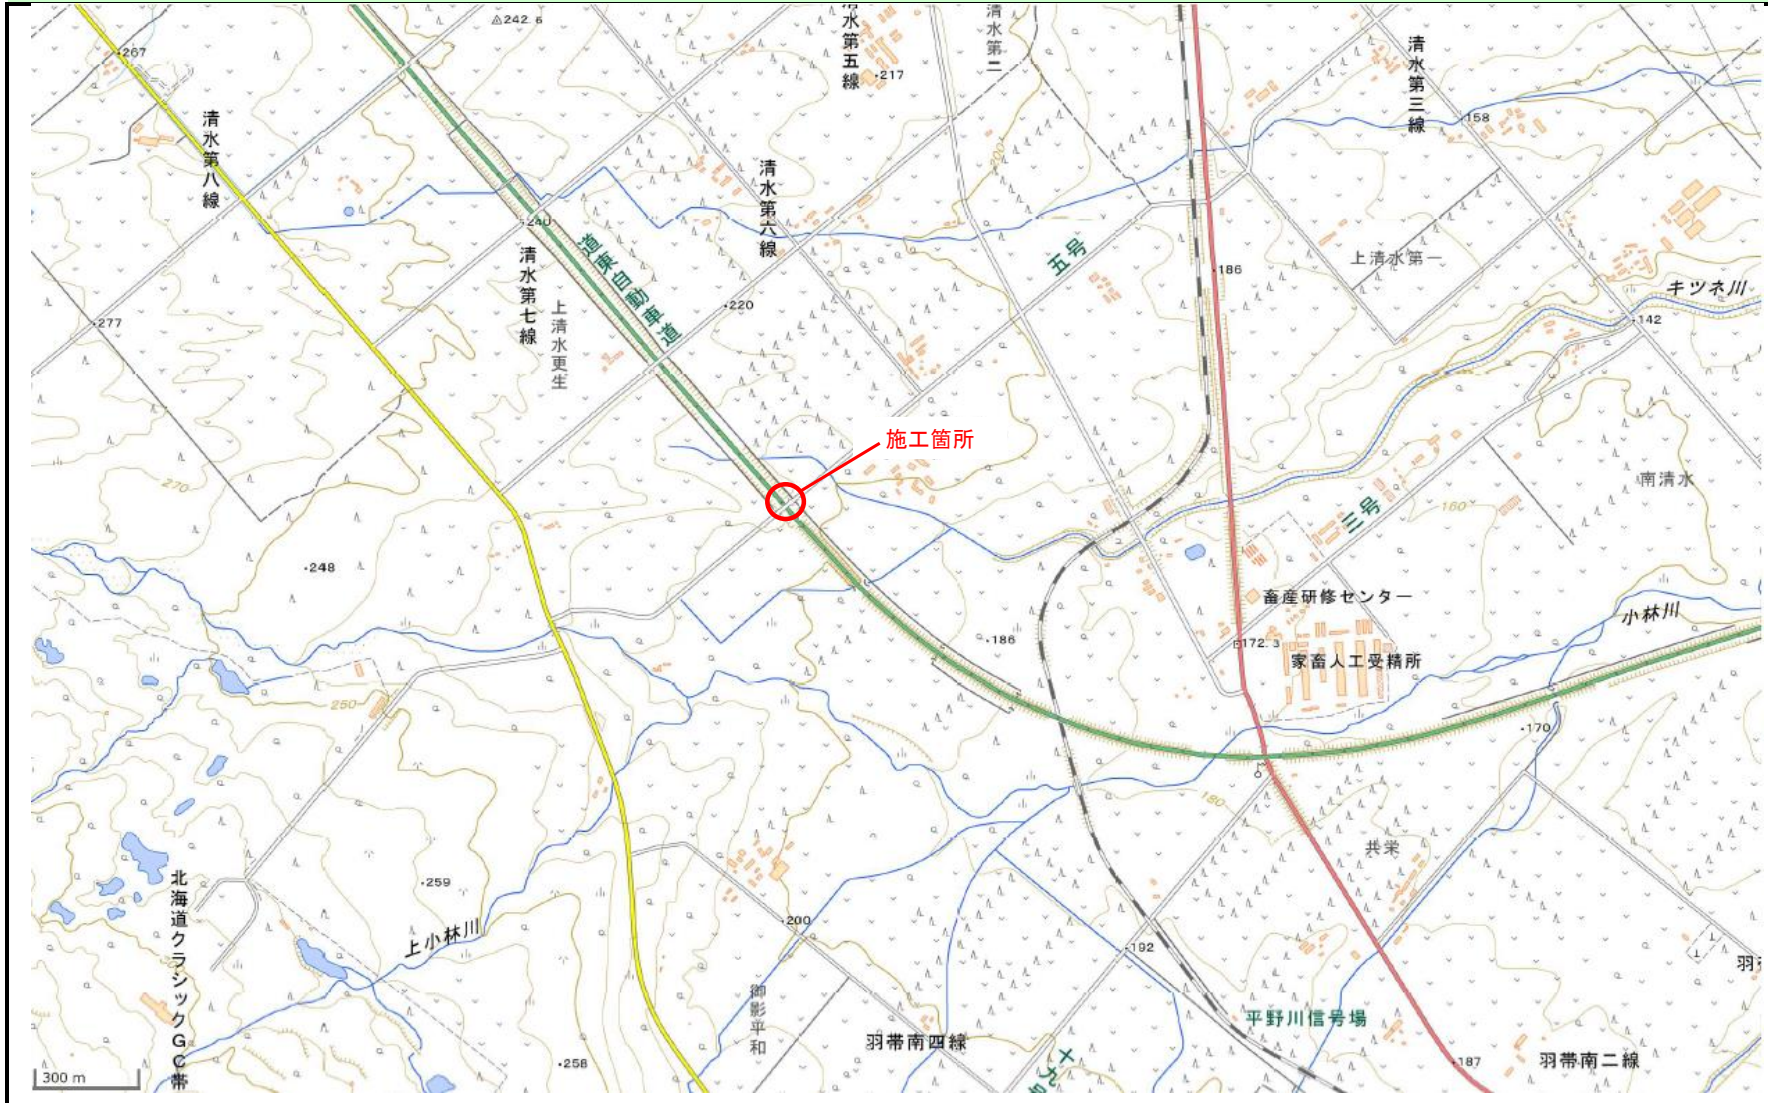 242.6
清水第五線
清水第二
217
清水第三線
158
267
清水第八線
清水第六線
200
240
道東自動車道
清水第七線
上清水更生
五号
220
186
上清水第一
キツネ川
142
277
施工箇所
270
南清水
160
三号
248
畜産研修センター
小林川
186
172.3
家畜人工受精所
250
170
180
共栄
259
北海道クラシックGC帯
上小林川
200
192
御影平和
羽帯南四線
平野川信号場
258
187
羽帯南二線
300 m